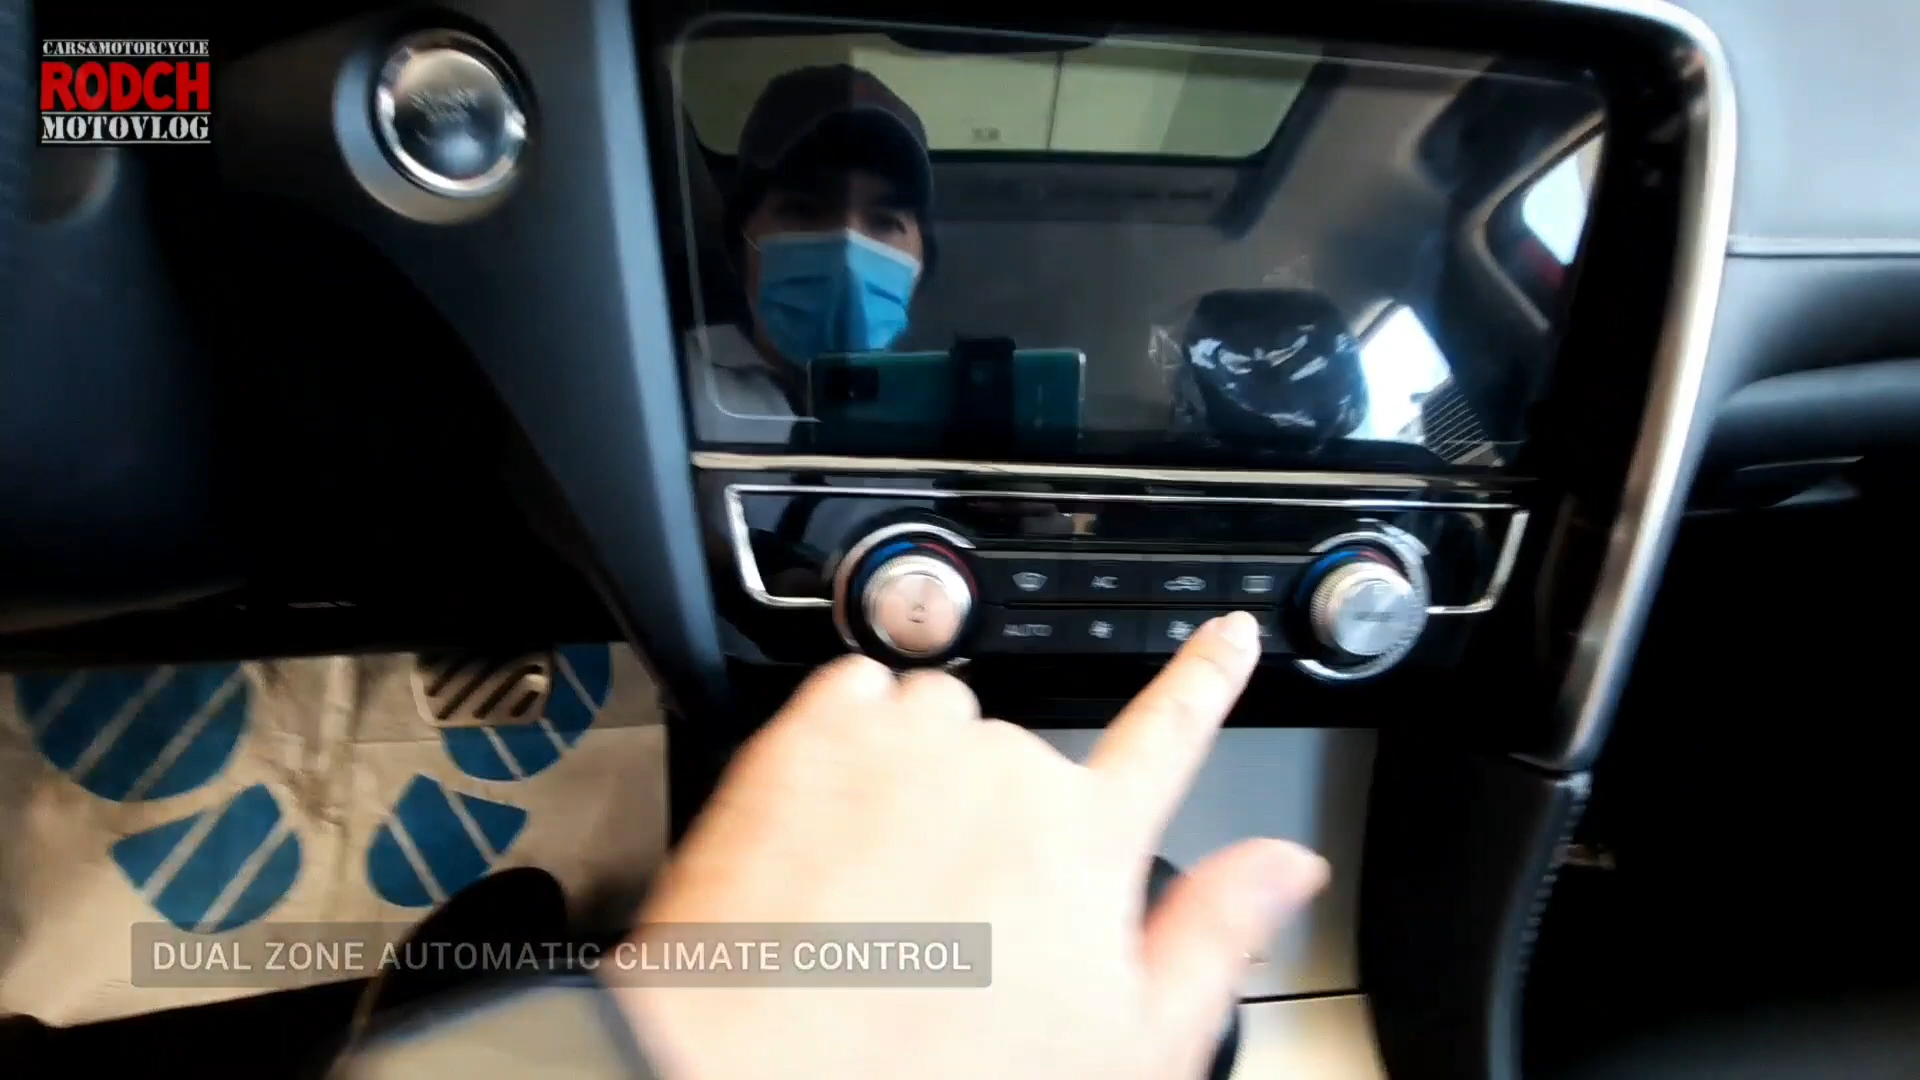 CARS&MOTORCYCLE
RODCH
MOTOVLOG
AC
AUTO
DUAL ZONE AUTOMATIC CLIMATE CONTROL